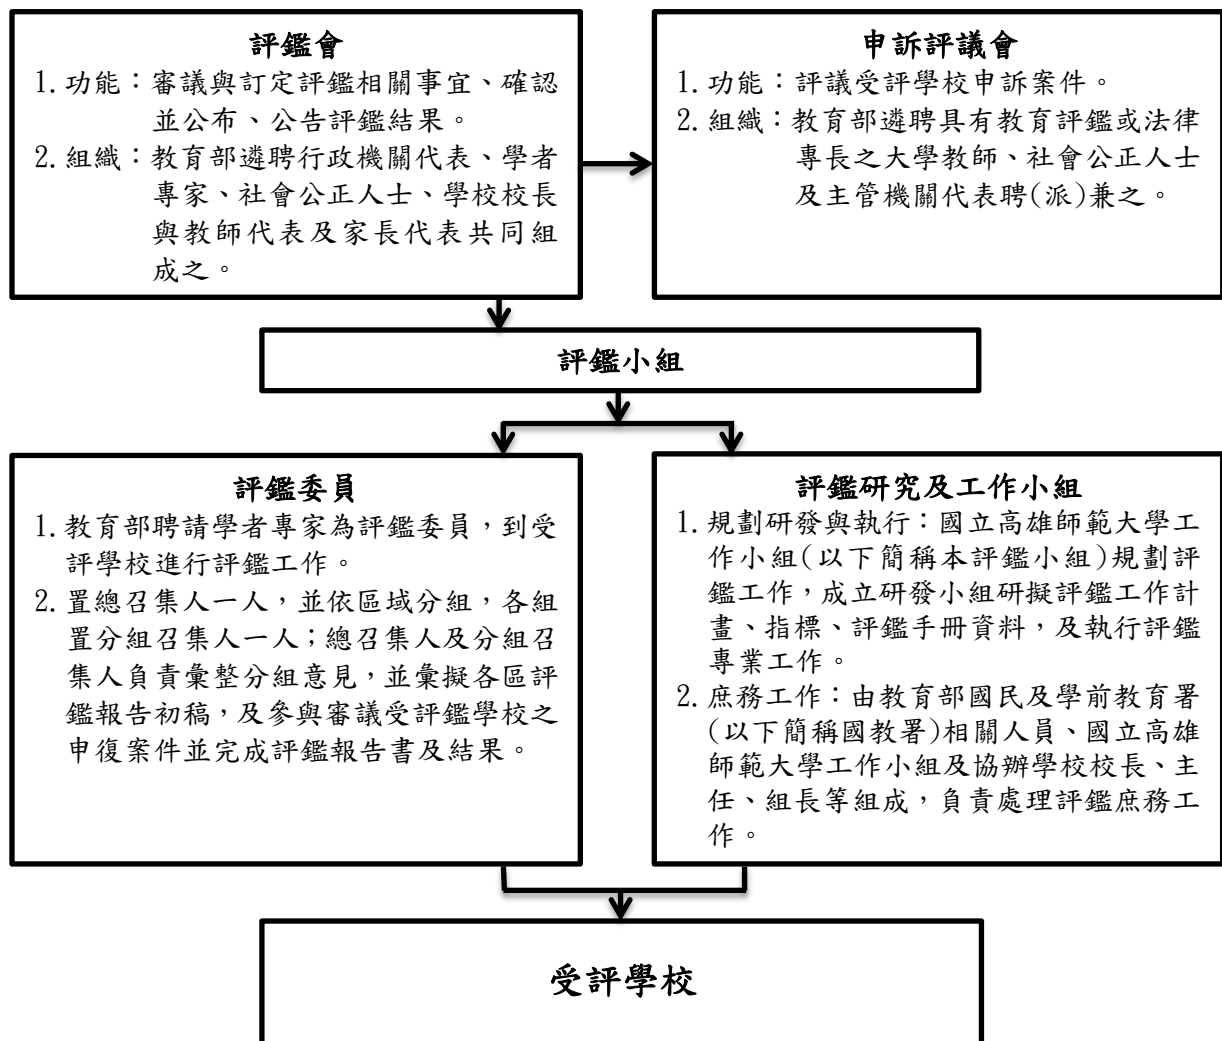 評鑑會
1.功能：審議與訂定評鑑相關事宜、確認
並公布、公告評鑑結果。
2.組織：教育部遴聘行政機關代表、學者
專家、社會公正人士、學校校長
與教師代表及家長代表共同組
成之。
申訴評議會
1.功能：評議受評學校申訴案件。
2.組織：教育部遴聘具有教育評鑑或法律
專長之大學教師、社會公正人士
及主管機關代表聘(派)兼之。
評鑑小組
評鑑委員
1.教育部聘請學者專家為評鑑委員，到受
評學校進行評鑑工作。
2.置總召集人一人，並依區域分組，各組
置分組召集人一人；總召集人及分組召
集人負責彙整分組意見，並彙擬各區評
鑑報告初稿，及參與審議受評鑑學校之
申復案件並完成評鑑報告書及結果。
評鑑研究及工作小組
1.規劃研發與執行：國立高雄師範大學工
作小組(以下簡稱本評鑑小組)規劃評
鑑工作，成立研發小組研擬評鑑工作計
畫、指標、評鑑手冊資料，及執行評鑑
專業工作。
2.庶務工作：由教育部國民及學前教育署
(以下簡稱國教署)相關人員、國立高雄
師範大學工作小組及協辦學校校長、主
任、組長等組成，負責處理評鑑庶務工
作。
受評學校